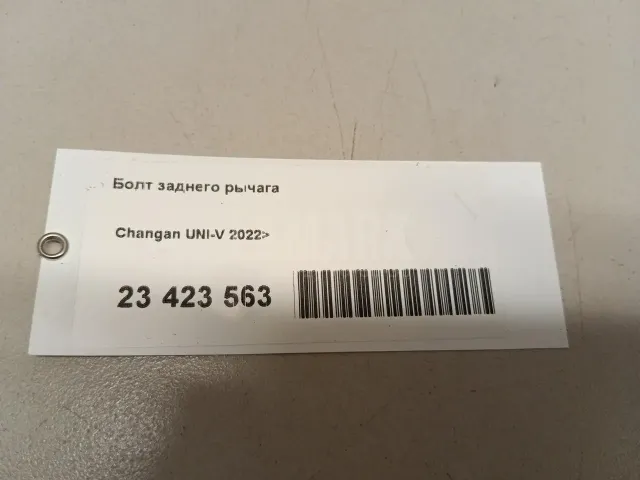 Болт заднего рычага
Changan UNI-V 2022>
23 423 563